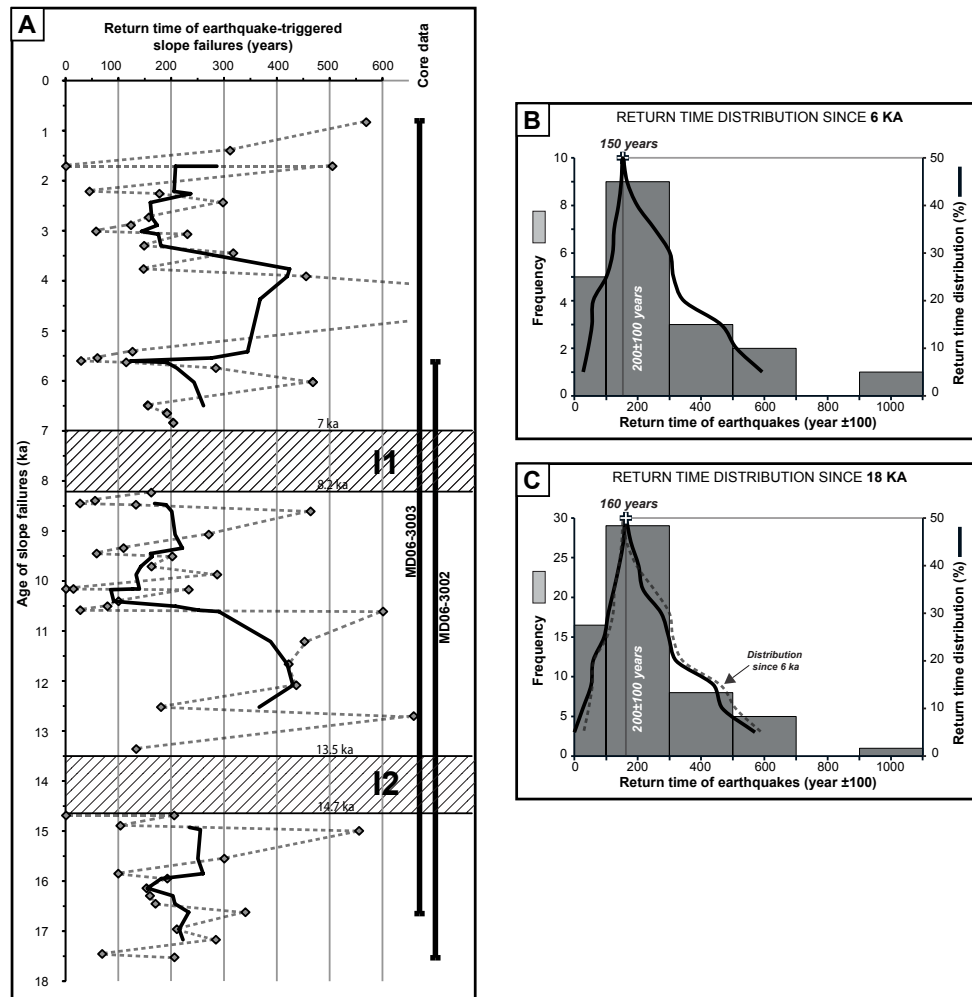 A
Return time of earthquake-triggered
slope failures (years)
0 100 200 300 400 500 600
Core data
Age of slope failures (ka)
0
1
2
3
4
5
6
7
8
9
10
11
12
13
14
15
16
17
18
7 ka
I1
8.2 ka
13.5 ka
I2
14.7 ka
MD06-3003
MD06-3002
B
RETURN TIME DISTRIBUTION SINCE 6 KA
150 years
10
8
6
4
2
0
Frequency
200±100 years
50
40
30
20
10
0
Return time distribution (%)
0 200 400 600 800 1000
Return time of earthquakes (year ±100)
C
RETURN TIME DISTRIBUTION SINCE 18 KA
160 years
30
25
20
15
10
5
0
Frequency
200±100 years
Distribution
since 6 ka
50
40
30
20
10
0
Return time distribution (%)
0 200 400 600 800 1000
Return time of earthquakes (year ±100)